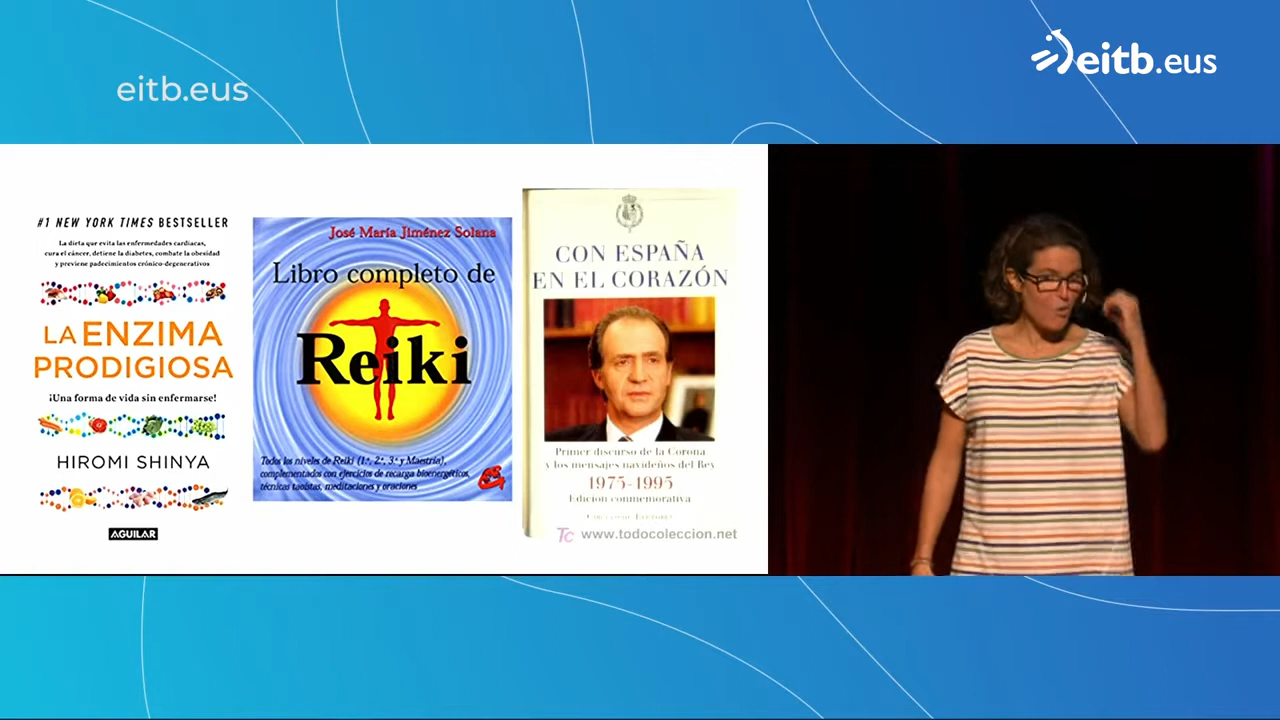 eitb.eus
eitb.eus
#1 NEW YORK TIMES BESTSELLER
La dieta que evita las enfermedades cardiacas,
cura el cáncer, detiene la diabetes, combate la obesidad
y previene padecimientos crónico-degenerativos
LA ENZIMA
PRODIGIOSA
¡Una forma de vida sin enfermarse!
HIROMI SHINYA
AGUILAR
José María Jiménez Solana
Libro completo de
Reiki
Todos los niveles de Reiki (1.º, 2.º, 3.º y Maestría),
complementados con ejercicios de recarga bioenergéticos,
técnicas taoístas, meditaciones y oraciones
CON ESPAÑA
EN EL CORAZÓN
Primer discurso de la Corona
y los mensajes navideños del Rey
1975-1995
Edición conmemorativa
Tc www.todocoleccion.net